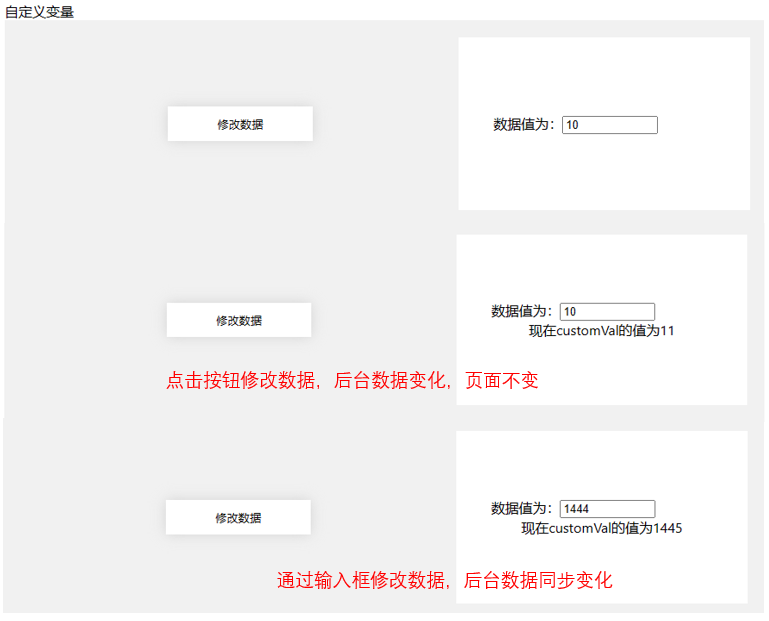 自定义变量
修改数据
数据值为：10
修改数据
数据值为：10
现在customVal的值为11
点击按钮修改数据，后台数据变化，页面不变
修改数据
数据值为：1444
现在customVal的值为1445
通过输入框修改数据，后台数据同步变化